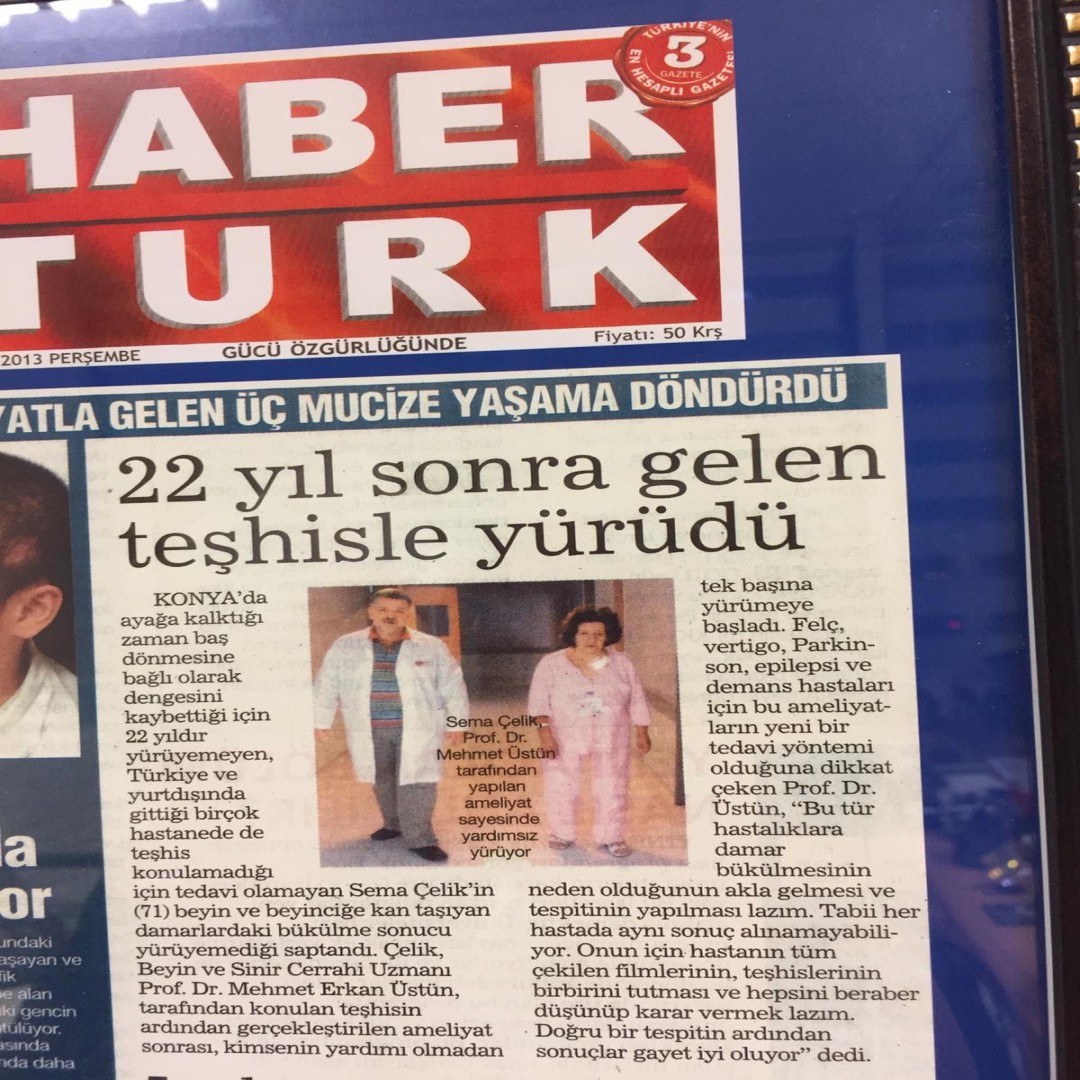 HABER
TURK
TÜRKİYE'NİN
3
GAZETE
EN HESAPLI GAZETESİ
2013 PERŞEMBE
GÜCÜ ÖZGÜRLÜĞÜNDE
Fiyatı: 50 Krş
GELEN ÜÇ MUCİZE YAŞAMA DÖNDÜRDÜ
22 yıl sonra gelen
teşhisle yürüdü
KONYA'da
ayağa kalktığı
zaman baş
dönmesine
bağlı olarak
dengesini
kaybettiği için
22 yıldır
yürüyemeyen,
Türkiye ve
yurtdışında
gittiği birçok
hastanede de
teşhis
konulamadığı
için tedavi olamayan Sema Çelik'in
(71) beyin ve beyinciğe kan taşıyan
damarlardaki bükülme sonucu
yürüyemediği saptandı. Çelik,
Beyin ve Sinir Cerrahi Uzmanı
Prof. Dr. Mehmet Erkan Üstün,
tarafından konulan teşhisin
ardından gerçekleştirilen ameliyat
sonrası, kimsenin yardımı olmadan
Sema Çelik,
Prof. Dr.
Mehmet Üstün
tarafından
yapılan
ameliyat
sayesinde
yardımsız
yürüyor
tek başına
yürümeye
başladı. Felç,
vertigo, Parkin-
son, epilepsi ve
demans hastaları
için bu ameliyat-
ların yeni bir
tedavi yöntemi
olduğuna dikkat
çeken Prof. Dr.
Üstün, “Bu tür
hastalıklara
damar
bükülmesinin
neden olduğunun akla gelmesi ve
tespitinin yapılması lazım. Tabii her
hastada aynı sonuç alınamayabili-
yor. Onun için hastanın tüm
çekilen filmlerinin, teşhislerinin
birbirini tutması ve hepsini beraber
düşünüp karar vermek lazım.
Doğru bir tespitin ardından
sonuçlar gayet iyi oluyor” dedi.
ve
alan
gencin
daha